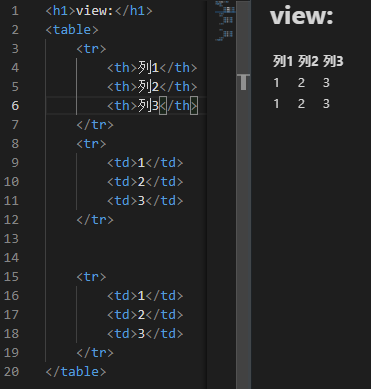 1 <h1>view:</h1>
2 <table>
3 <tr>
4 <th>列1</th>
5 <th>列2</th>
6 <th>列3</th>
7 </tr>
8 <tr>
9 <td>1</td>
10 <td>2</td>
11 <td>3</td>
12 </tr>
13
14
15 <tr>
16 <td>1</td>
17 <td>2</td>
18 <td>3</td>
19 </tr>
20 </table>
view:
列1 列2 列3
1 2 3
1 2 3